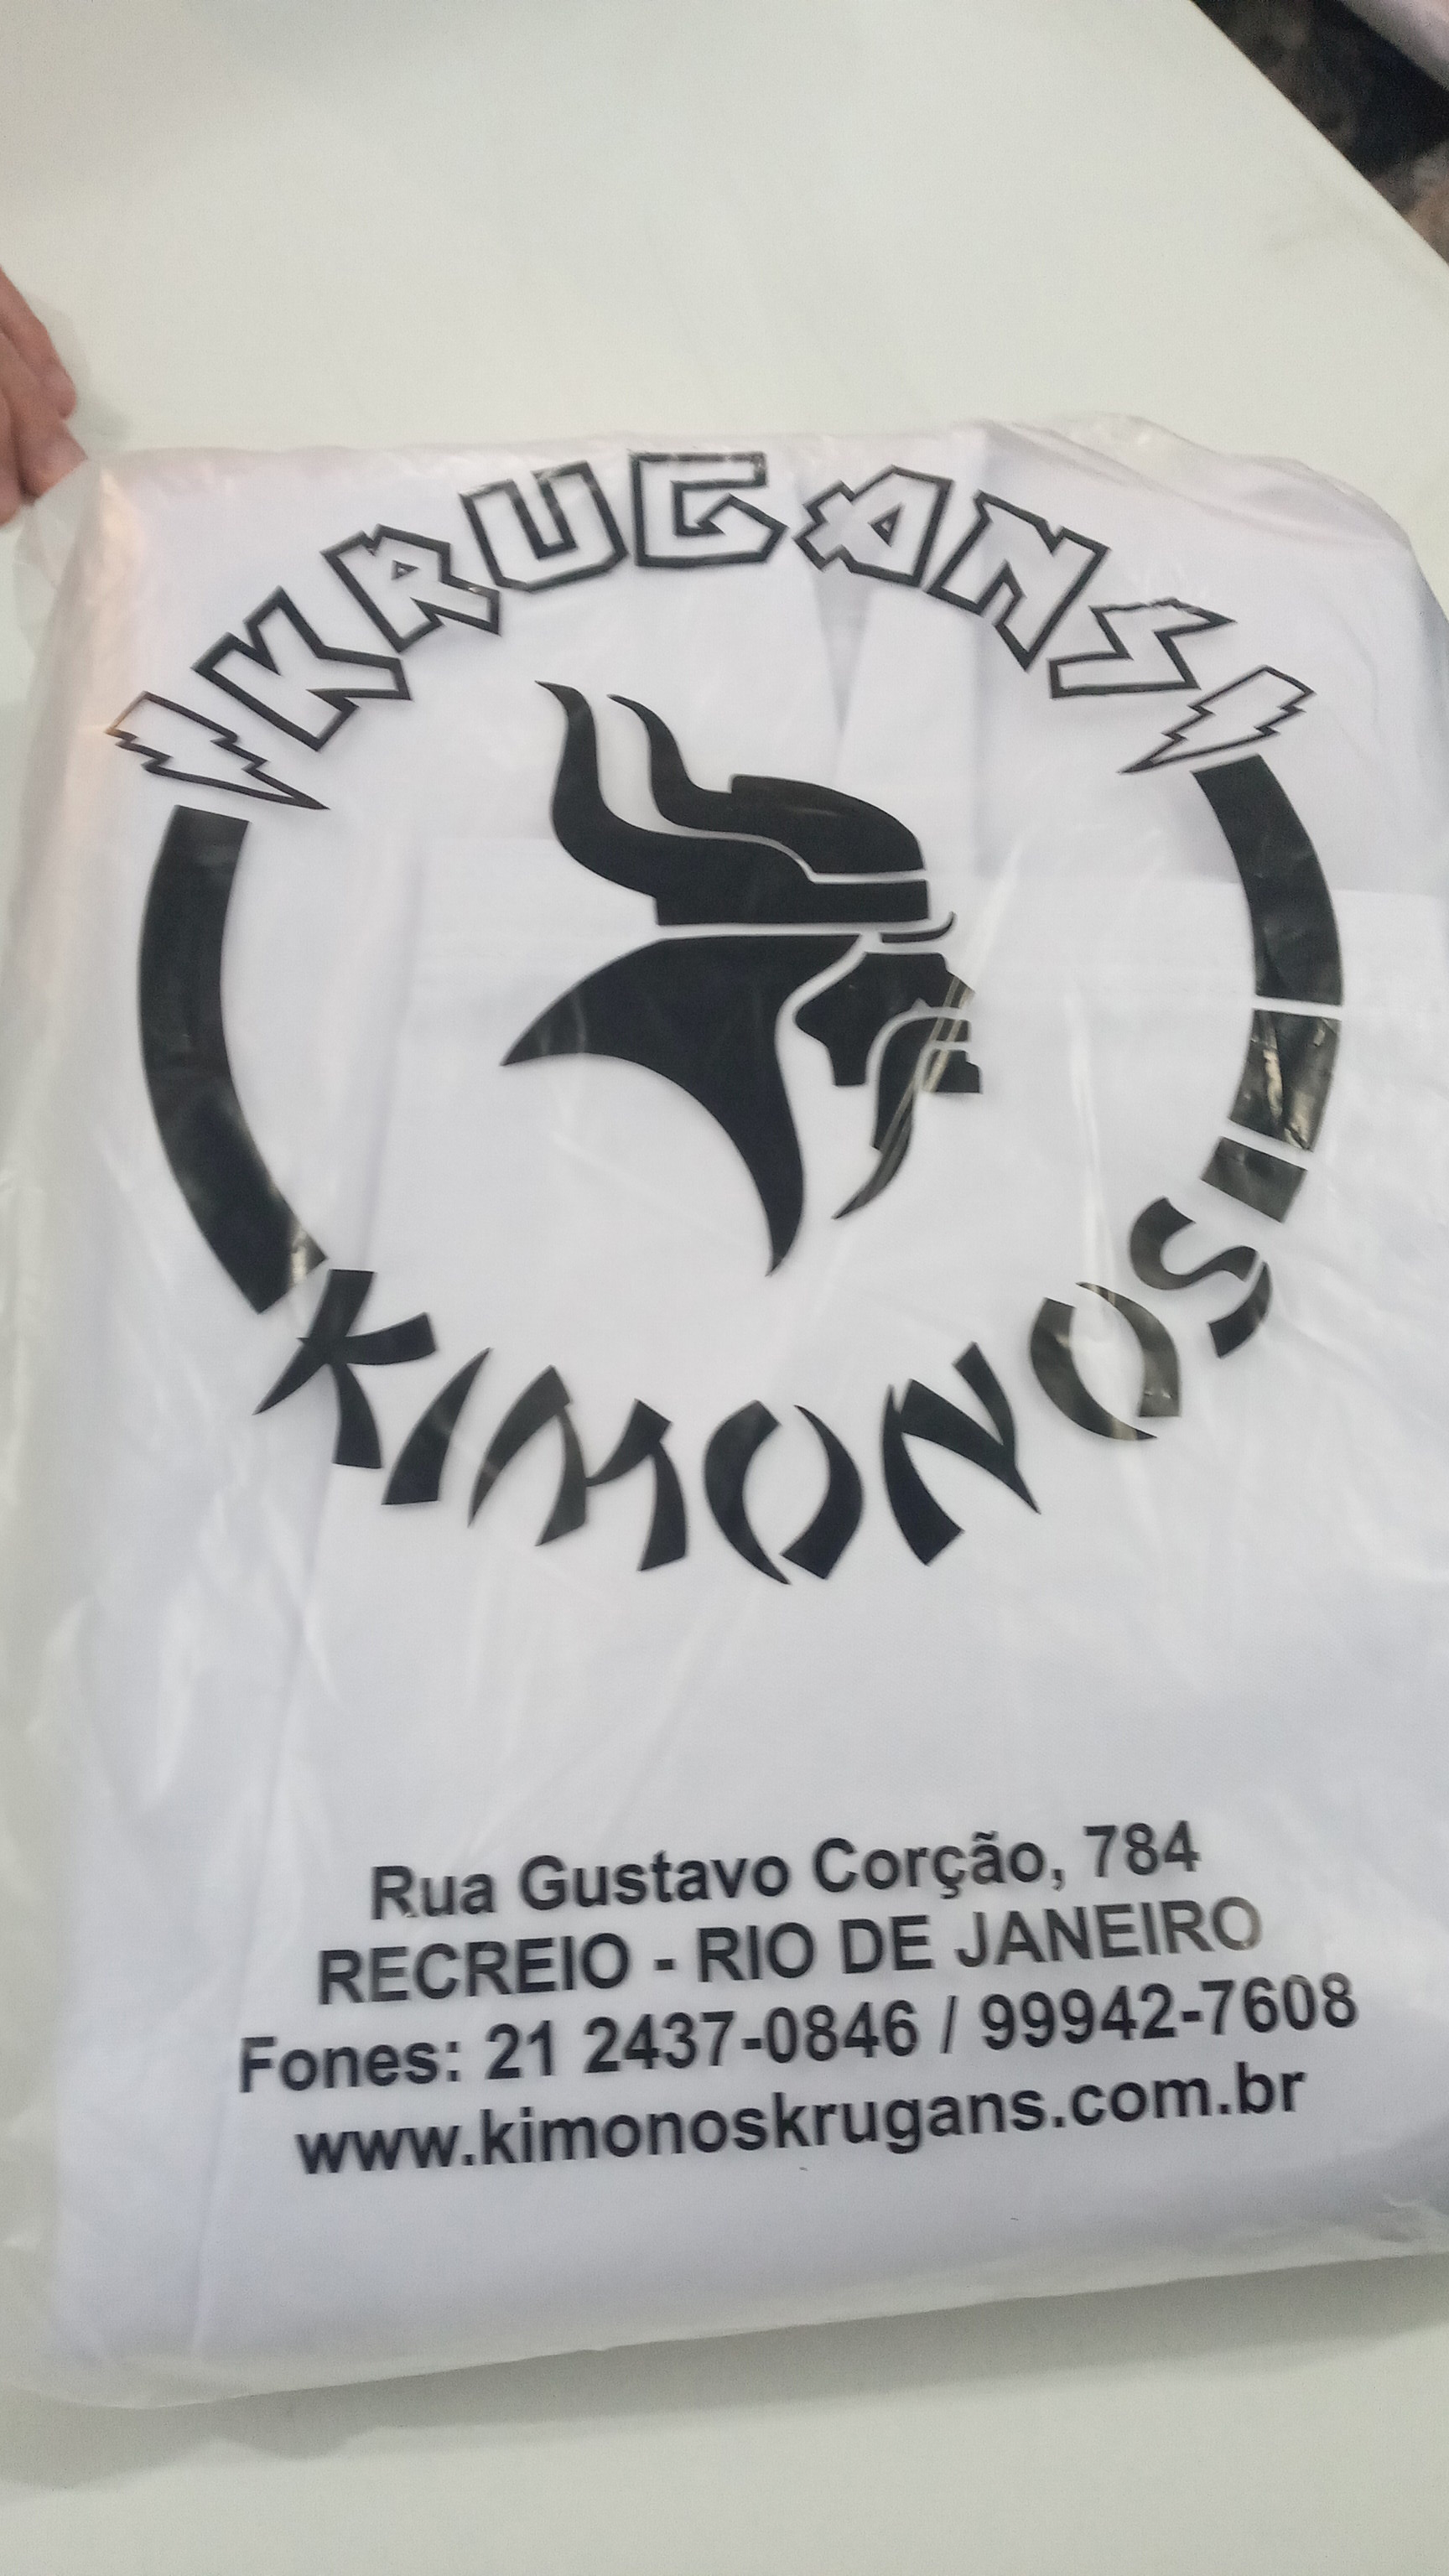 KRUGANS
KIMONOS
Rua Gustavo Corção, 784
RECREIO - RIO DE JANEIRO
Fones: 21 2437-0846 / 99942-7608
www.kimonoskrugans.com.br